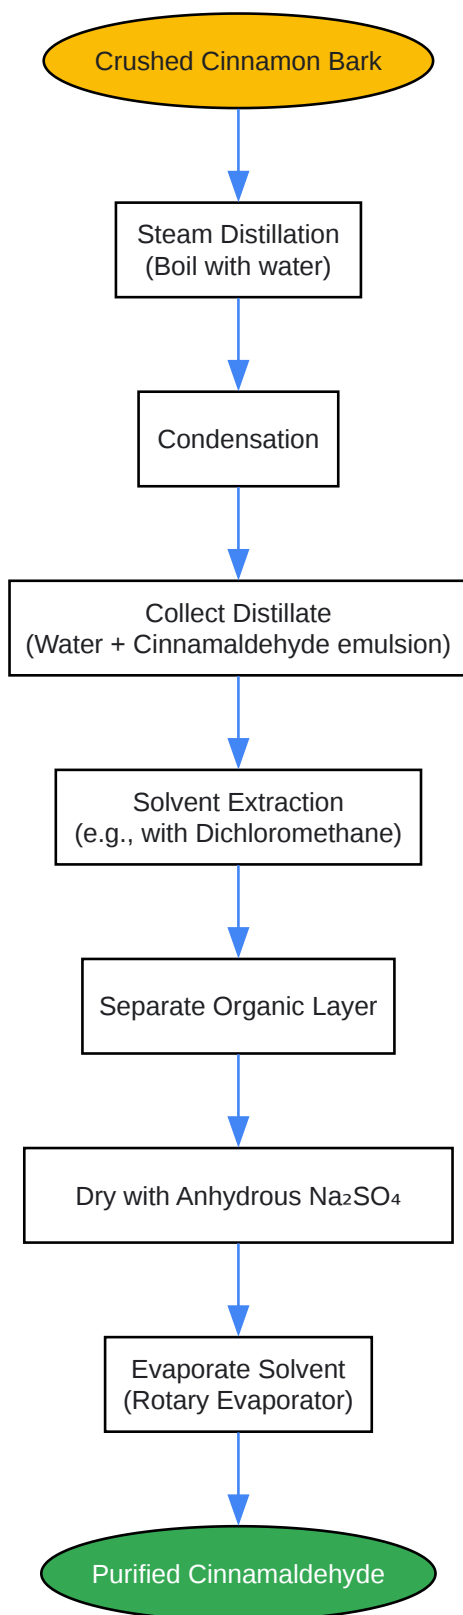 Crushed Cinnamon Bark
Steam Distillation
(Boil with water)
Condensation
Collect Distillate
(Water + Cinnamaldehyde emulsion)
Solvent Extraction
(e.g., with Dichloromethane)
Separate Organic Layer
Dry with Anhydrous Na₂SO₄
Evaporate Solvent
(Rotary Evaporator)
Purified Cinnamaldehyde